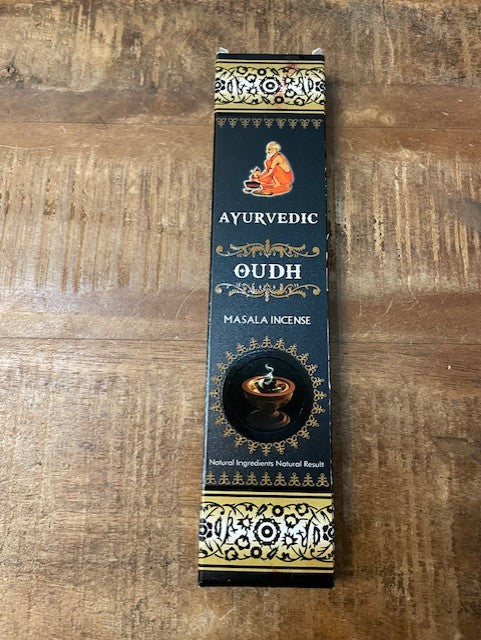 AYURVEDIC
OUDH
MASALA INCENSE
Natural Ingredients Natural Result